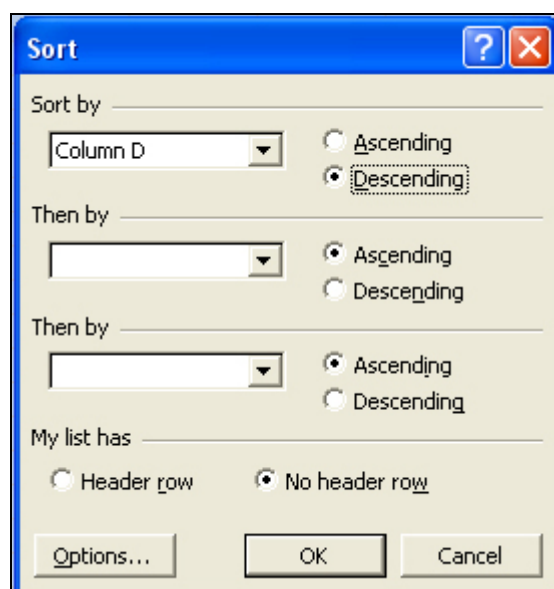 Sort
?
Sort by
Column D
Ascending
Descending
Then by
Ascending
Descending
Then by
Ascending
Descending
My list has
Header row
No header row
Options...
OK
Cancel